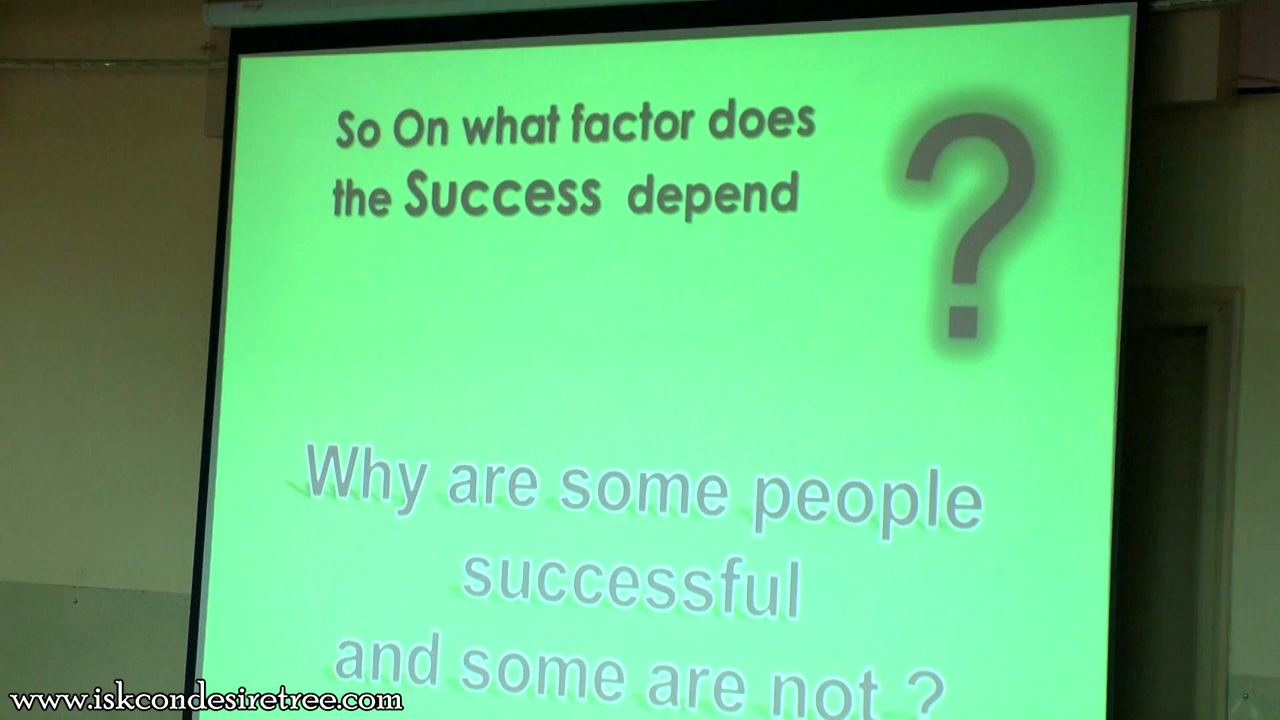 So On what factor does
the Success depend
?
Why are some people
successful
and some are not ?
www.iskcondesiretree.com